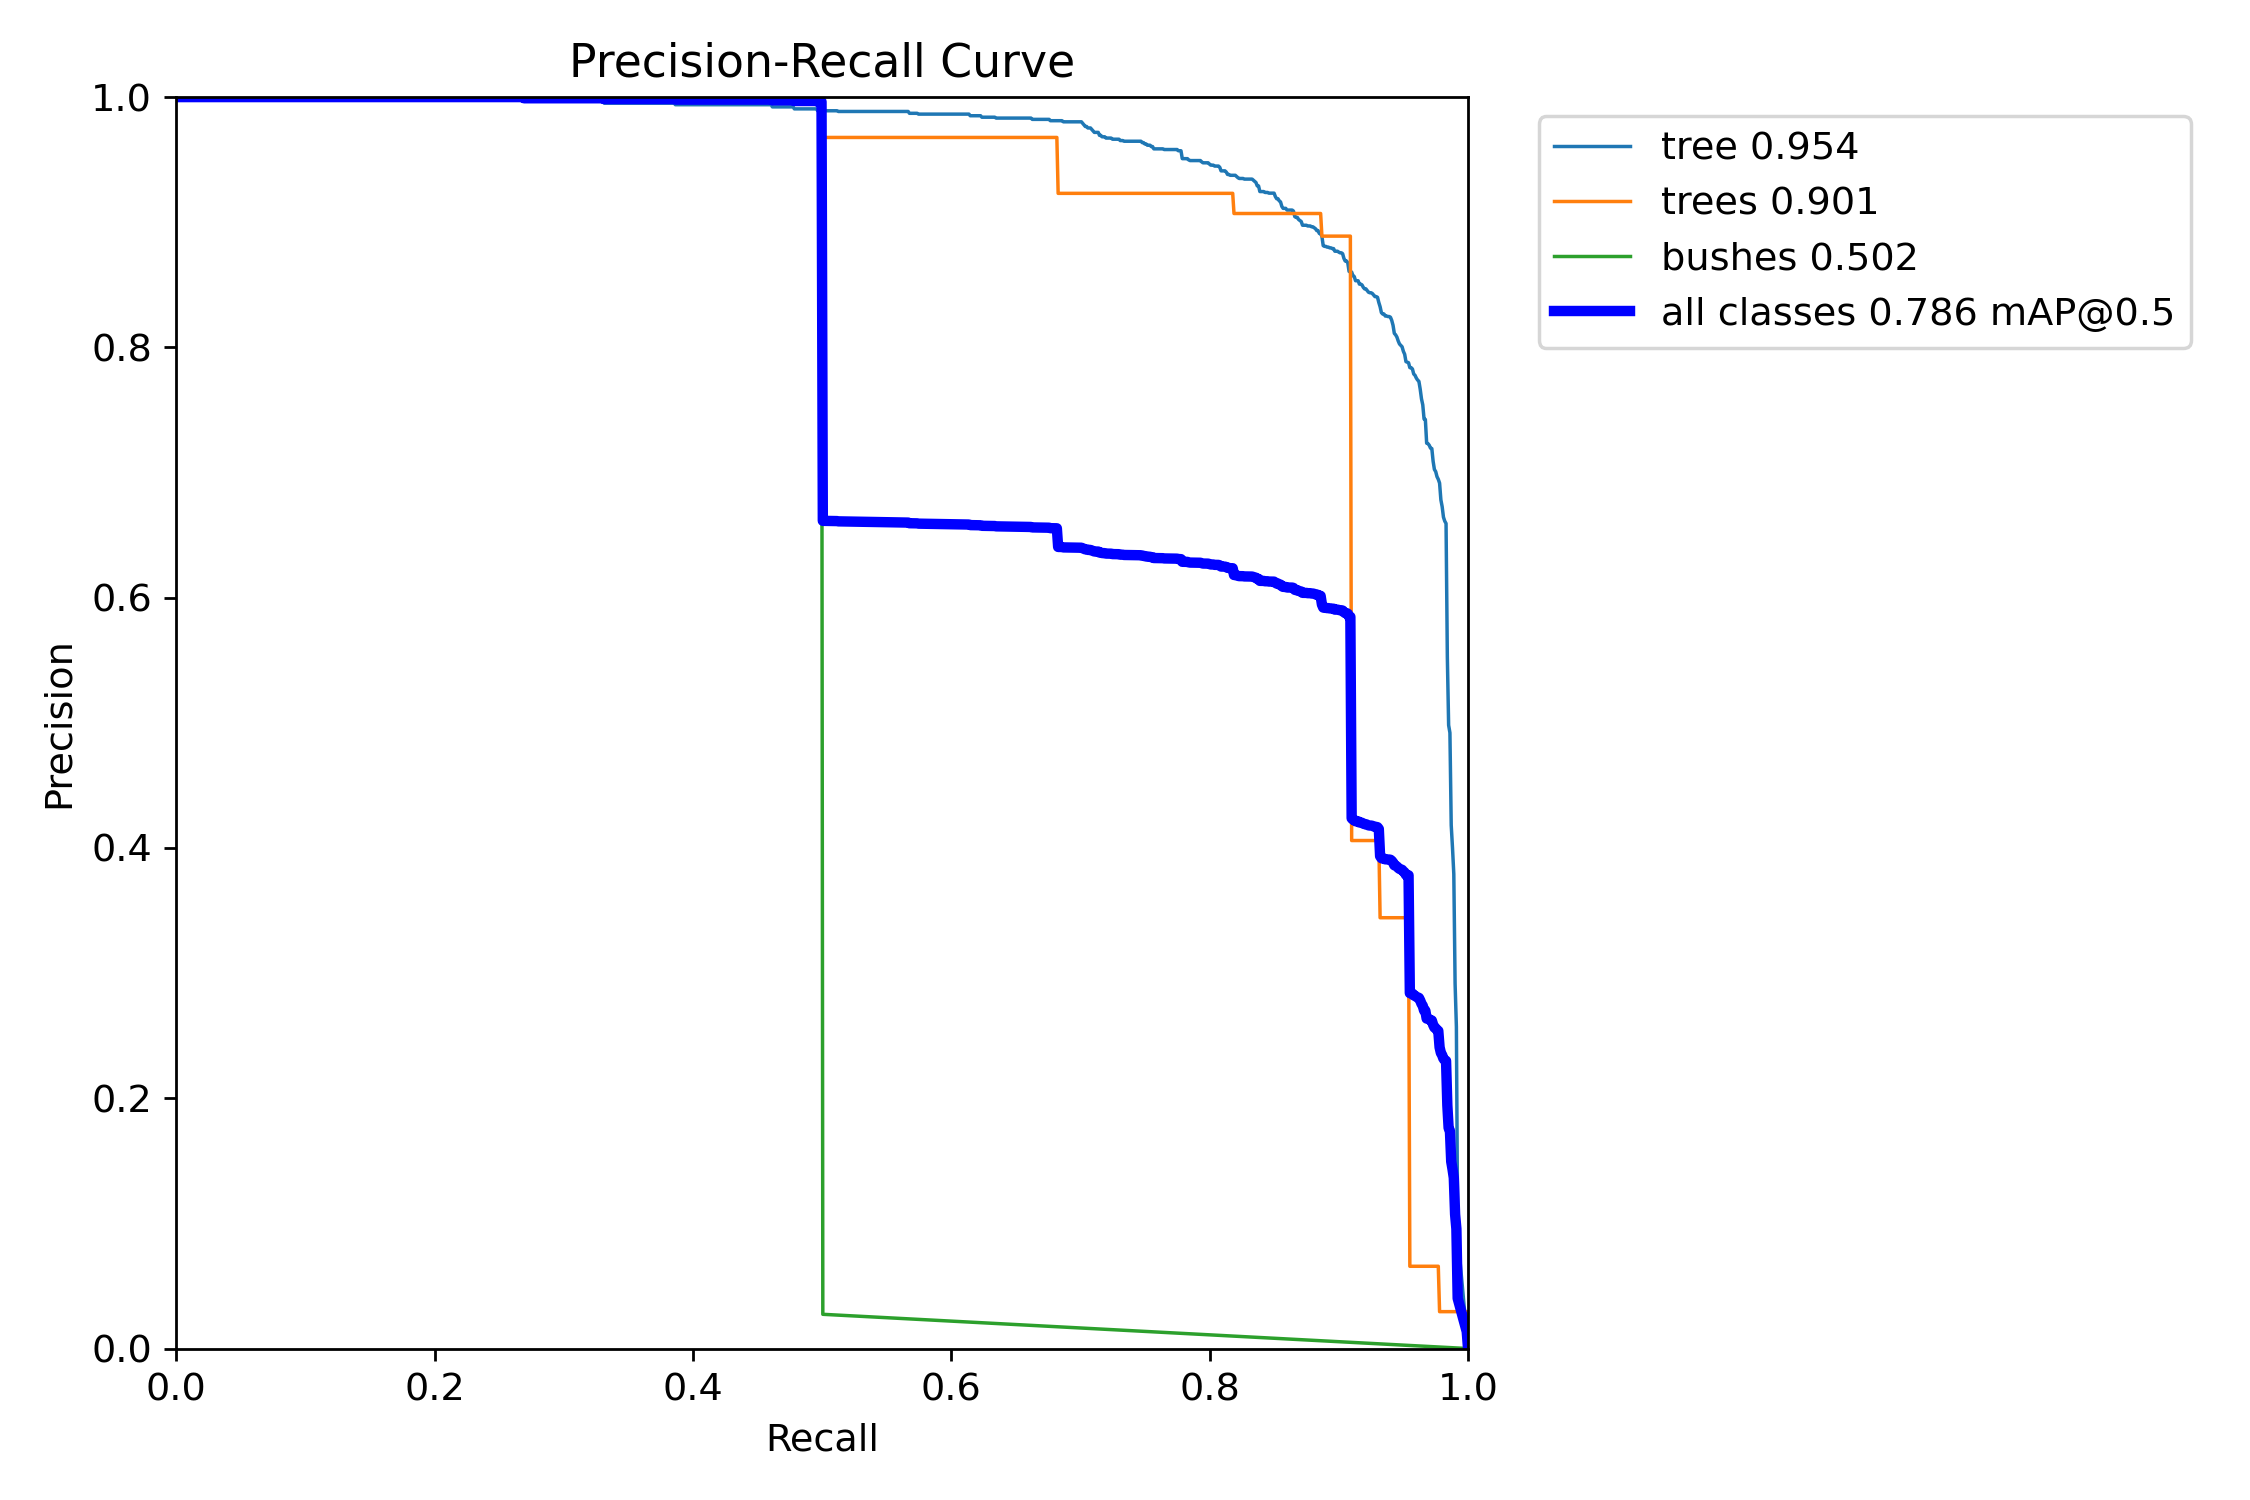 Precision-Recall Curve
1.0
0.8
0.6
0.4
0.2
0.0
Precision
0.0 0.2 0.4 0.6 0.8 1.0
Recall
tree 0.954
trees 0.901
bushes 0.502
all classes 0.786 mAP@0.5